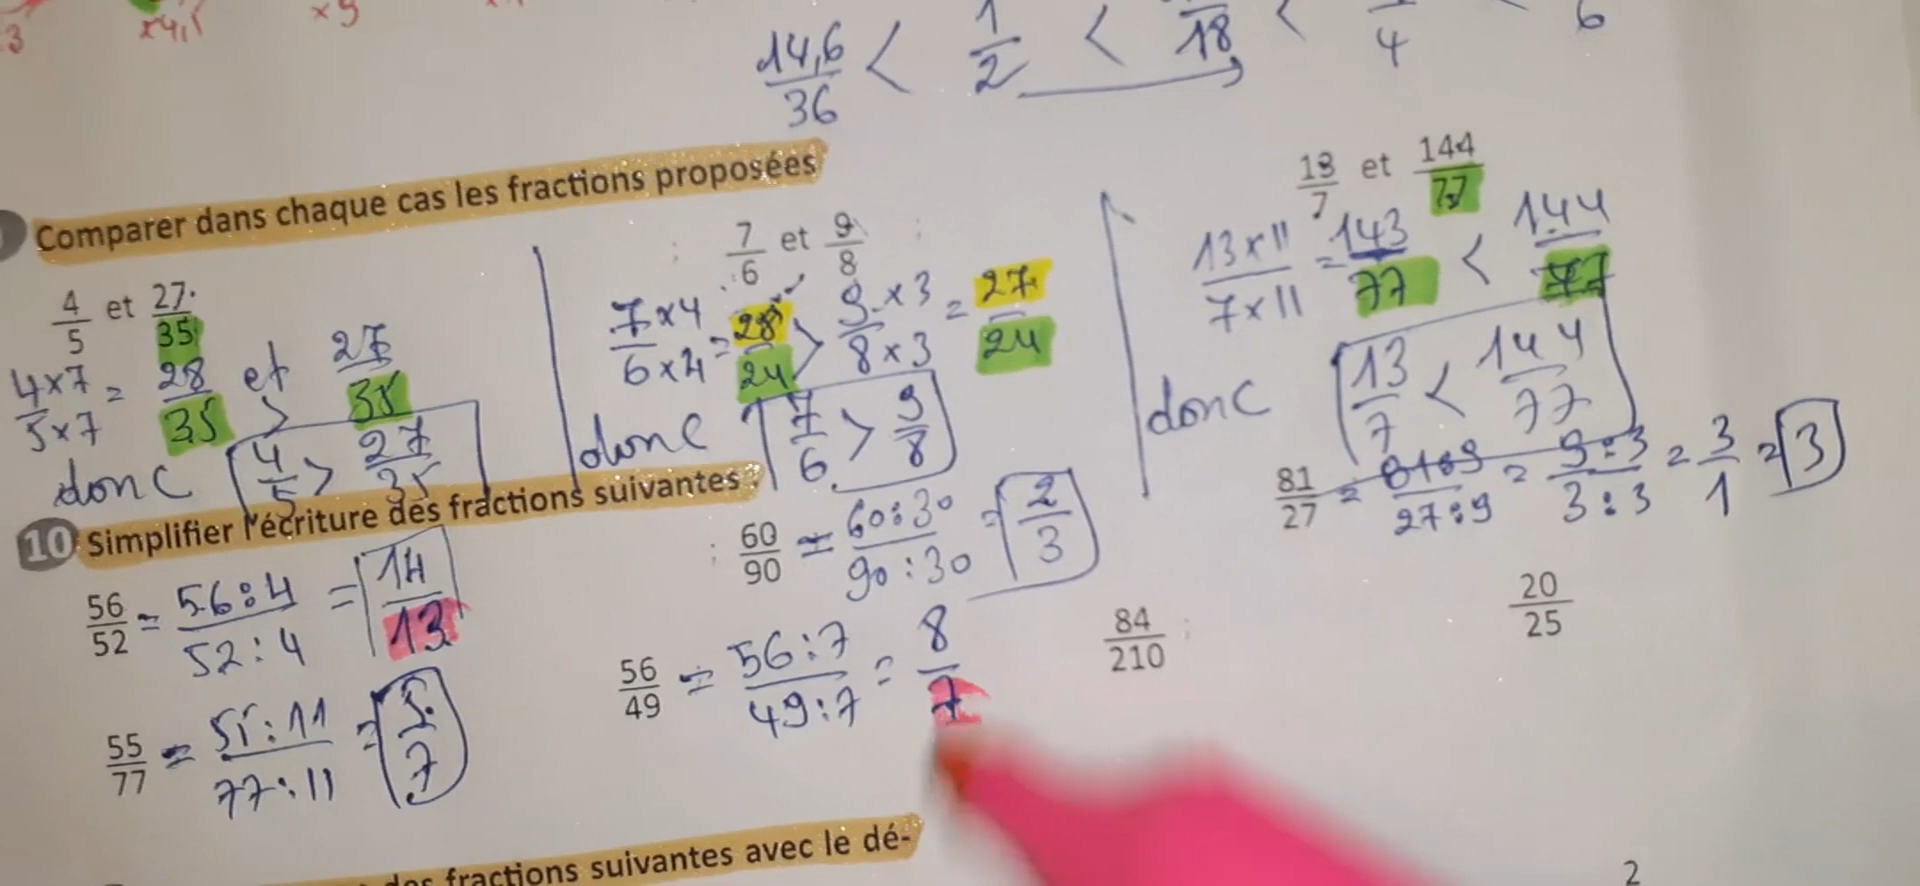 3 ×4,5 ×9
14,6/36 < 1/2 < /18 < /4 < 6
Comparer dans chaque cas les fractions proposées
4/5 et 27/35
7/6 et 9/8
13/7 et 144/77
4×7/5×7 = 28/35 et 27/35
>
donc 4/5 > 27/35
7×4/6×4 = 28/24 > 9×3/8×3 = 27/24
donc 7/6 > 9/8
13×11/7×11 = 143/77 < 144/77
donc 13/7 < 144/77
10 Simplifier l'écriture des fractions suivantes :
56/52 = 56:4/52:4 = 14/13
; 60/90 = 60:30/90:30 = 2/3
81/27 = 81:9/27:9 = 9:3/3:3 = 3/1 = 3
55/77 = 55:11/77:11 = 5/7
56/49 = 56:7/49:7 = 8/7
84/210 ;
20/25
fractions suivantes avec le dé-
2